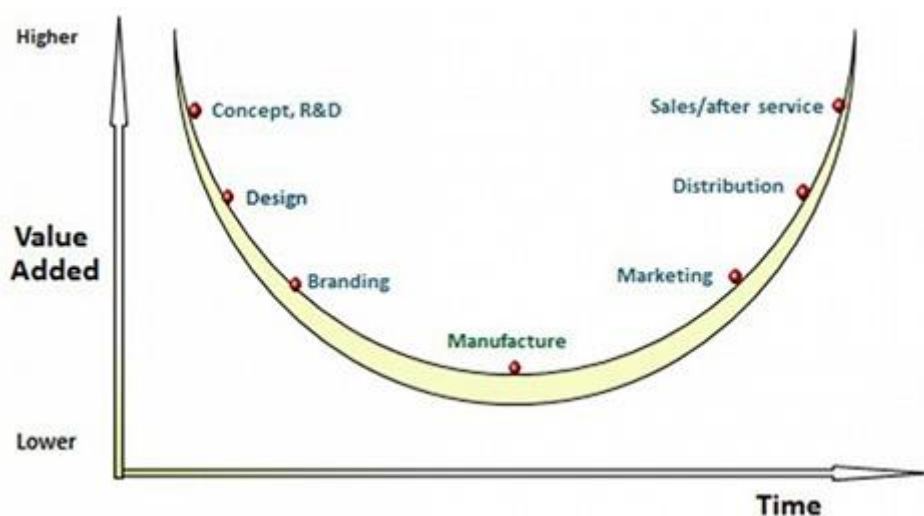 Higher
Concept, R&D
Sales/after service
Design
Distribution
Value
Added
Branding
Marketing
Manufacture
Lower
Time